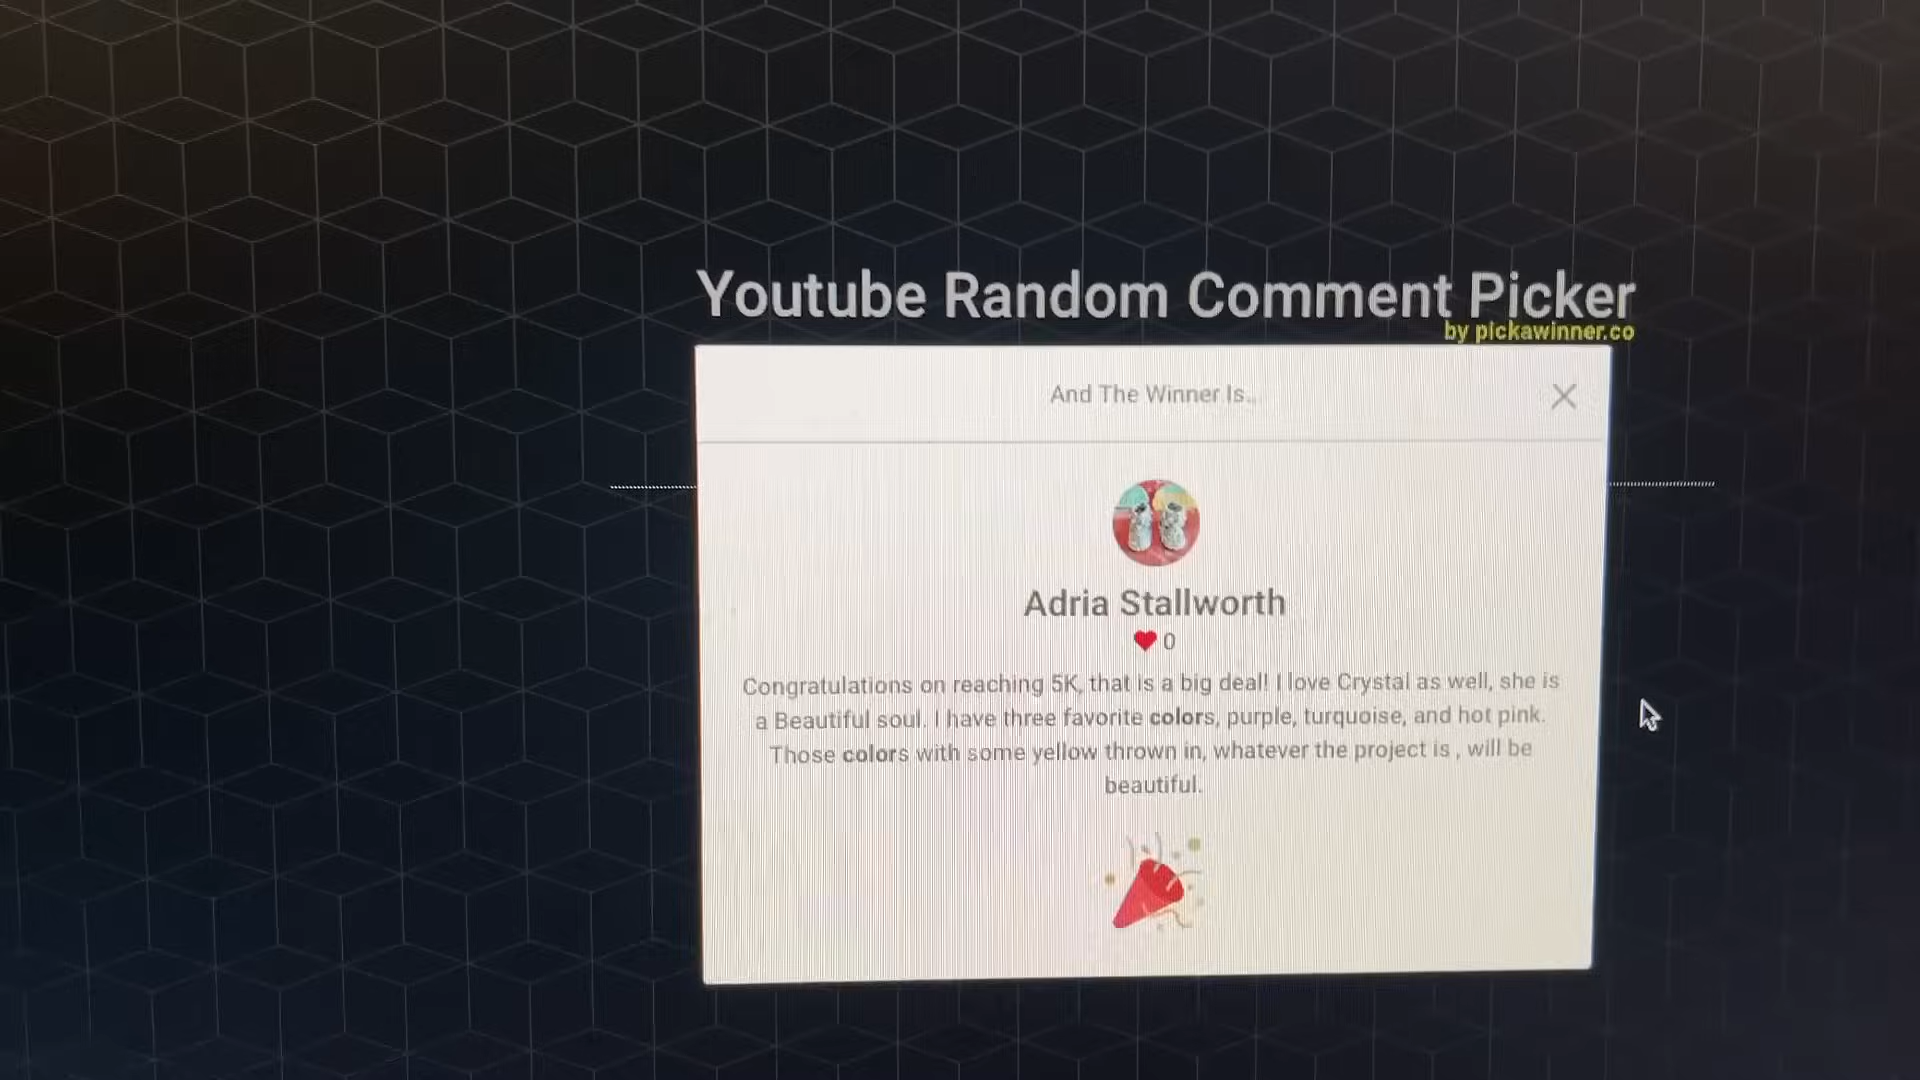 Youtube Random Comment Picker
by pickawinner.co
And The Winner Is...
Adria Stallworth
0
Congratulations on reaching 5K, that is a big deal! I love Crystal as well, she is
a Beautiful soul. I have three favorite colors, purple, turquoise, and hot pink.
Those colors with some yellow thrown in, whatever the project is , will be
beautiful.